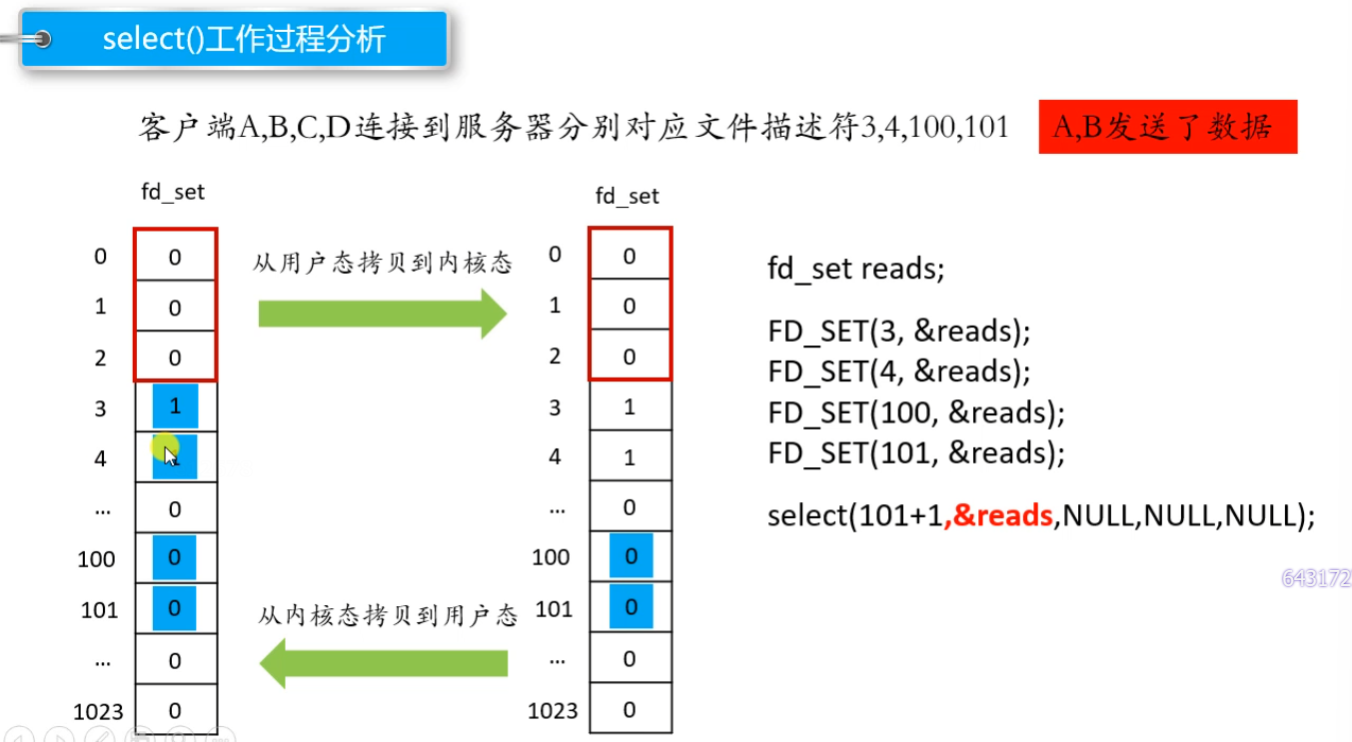 select()工作过程分析
客户端A,B,C,D连接到服务器分别对应文件描述符3,4,100,101
A,B发送了数据
fd_set
0 0
1 0
2 0
3 1
4
... 0
100 0
101 0
... 0
1023 0
从用户态拷贝到内核态
从内核态拷贝到用户态
fd_set
0 0
1 0
2 0
3 1
4 1
... 0
100 0
101 0
... 0
1023 0
fd_set reads;
FD_SET(3, &reads);
FD_SET(4, &reads);
FD_SET(100, &reads);
FD_SET(101, &reads);
select(101+1,&reads,NULL,NULL,NULL);
643172